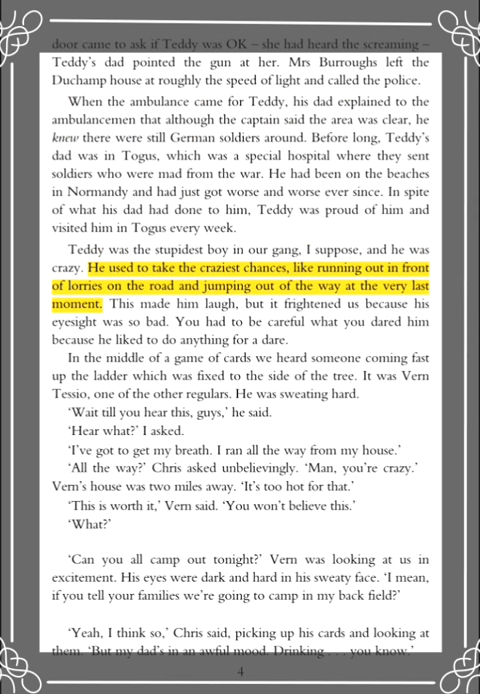 door came to ask if Teddy was OK – she had heard the screaming –
Teddy's dad pointed the gun at her. Mrs Burroughs left the
Duchamp house at roughly the speed of light and called the police.
When the ambulance came for Teddy, his dad explained to the
ambulancemen that although the captain said the area was clear, he
knew there were still German soldiers around. Before long, Teddy's
dad was in Togus, which was a special hospital where they sent
soldiers who were mad from the war. He had been on the beaches
in Normandy and had just got worse and worse ever since. In spite
of what his dad had done to him, Teddy was proud of him and
visited him in Togus every week.
Teddy was the stupidest boy in our gang, I suppose, and he was
crazy. He used to take the craziest chances, like running out in front
of lorries on the road and jumping out of the way at the very last
moment. This made him laugh, but it frightened us because his
eyesight was so bad. You had to be careful what you dared him
because he liked to do anything for a dare.
In the middle of a game of cards we heard someone coming fast
up the ladder which was fixed to the side of the tree. It was Vern
Tessio, one of the other regulars. He was sweating hard.
‘Wait till you hear this, guys,’ he said.
‘Hear what?’ I asked.
‘I've got to get my breath. I ran all the way from my house.’
‘All the way?’ Chris asked unbelievingly. ‘Man, you're crazy.’
Vern's house was two miles away. ‘It's too hot for that.’
‘This is worth it,’ Vern said. ‘You won't believe this.’
‘What?’
‘Can you all camp out tonight?’ Vern was looking at us in
excitement. His eyes were dark and hard in his sweaty face. ‘I mean,
if you tell your families we're going to camp in my back field?’
‘Yeah, I think so,’ Chris said, picking up his cards and looking at
them. ‘But my dad's in an awful mood. Drinking . . . you know.’
4